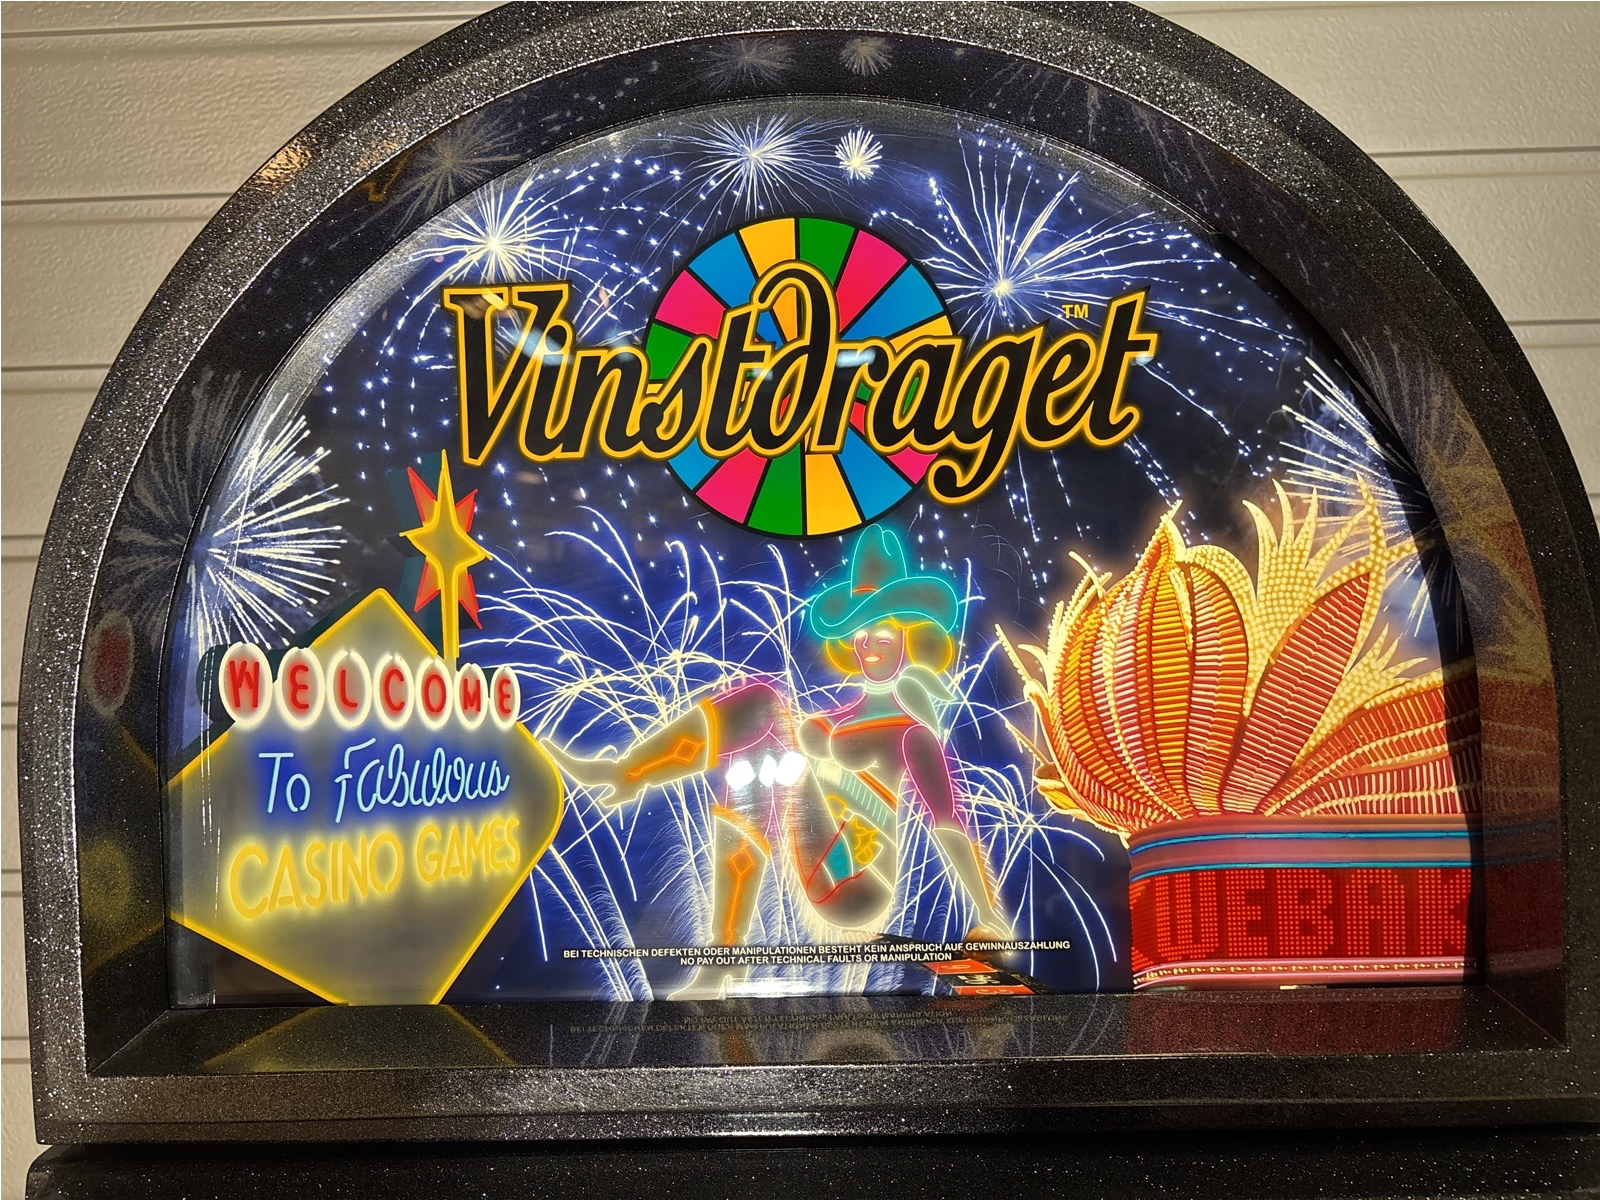 Vinstdraget
TM
WELCOME
To Fabulous
CASINO GAMES
WEBAK
BEI TECHNISCHEN DEFEKTEN ODER MANIPULATIONEN BESTEHT KEIN ANSPRUCH AUF GEWINNAUSZAHLUNG
NO PAY OUT AFTER TECHNICAL FAULTS OR MANIPULATION